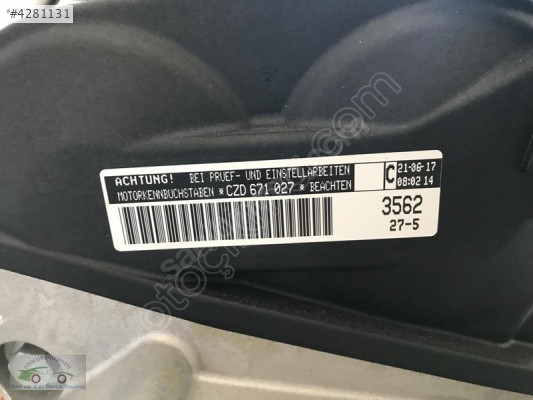 #4281131
ACHTUNG! BEI PRUEF- UND EINSTELLARBEITEN
MOTORKENNBUCHSTABEN *CZD 671 027* BEACHTEN
C 21-06-17
08:02 14
3562
27-5